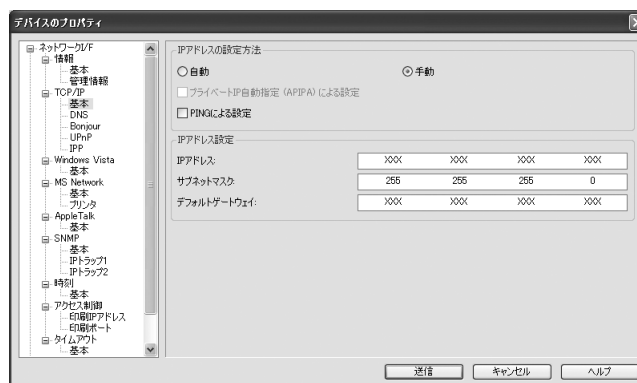 デバイスのプロパティ
ネットワークI/F
情報
基本
管理情報
TCP/IP
基本
DNS
Bonjour
UPnP
IPP
Windows Vista
基本
MS Network
基本
プリンタ
AppleTalk
基本
SNMP
基本
IPトラップ1
IPトラップ2
時刻
基本
アクセス制御
印刷IPアドレス
印刷ポート
タイムアウト
基本
IPアドレスの設定方法
自動 手動
プライベートIP自動指定 (APIPA) による設定
PINGによる設定
IPアドレス設定
IPアドレス: XXX XXX XXX XXX
サブネットマスク: 255 255 255 0
デフォルトゲートウェイ: XXX XXX XXX XXX
送信 キャンセル ヘルプ